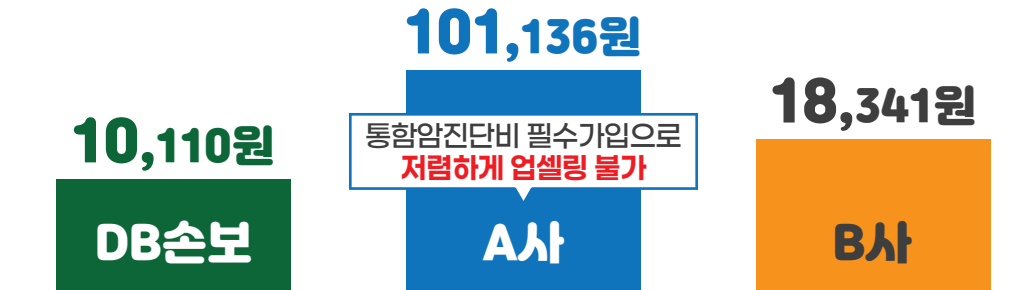 101,136원
18,341원
10,110원
통합암진단비 필수가입으로
저렴하게 업셀링 불가
DB손보
A사
B사